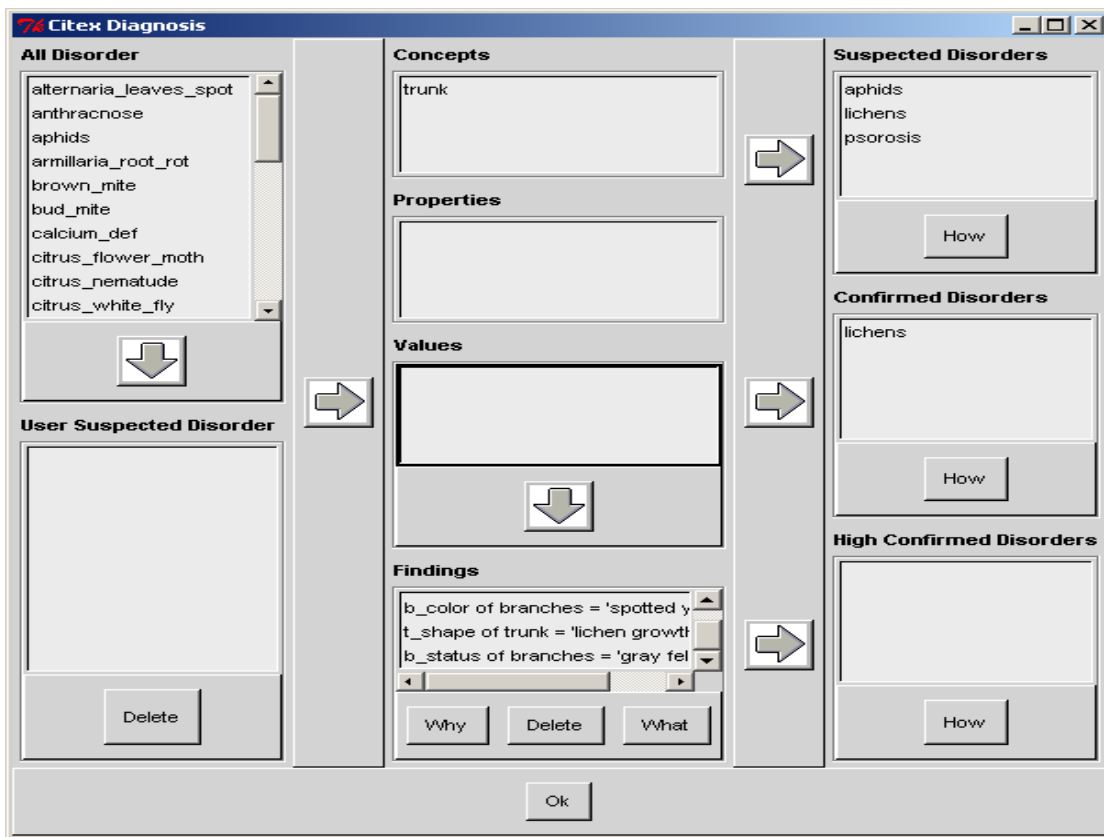 Citex Diagnosis
All Disorder
alternaria_leaves_spot
anthracnose
aphids
armillaria_root_rot
brown_mite
bud_mite
calcium_def
citrus_flower_moth
citrus_nematude
citrus_white_fly
User Suspected Disorder
Delete
Concepts
trunk
Properties
Values
Findings
b_color of branches = 'spotted y
t_shape of trunk = 'lichen growth
b_status of branches = 'gray fel
Why
Delete
What
Suspected Disorders
aphids
lichens
psorosis
How
Confirmed Disorders
lichens
How
High Confirmed Disorders
How
Ok